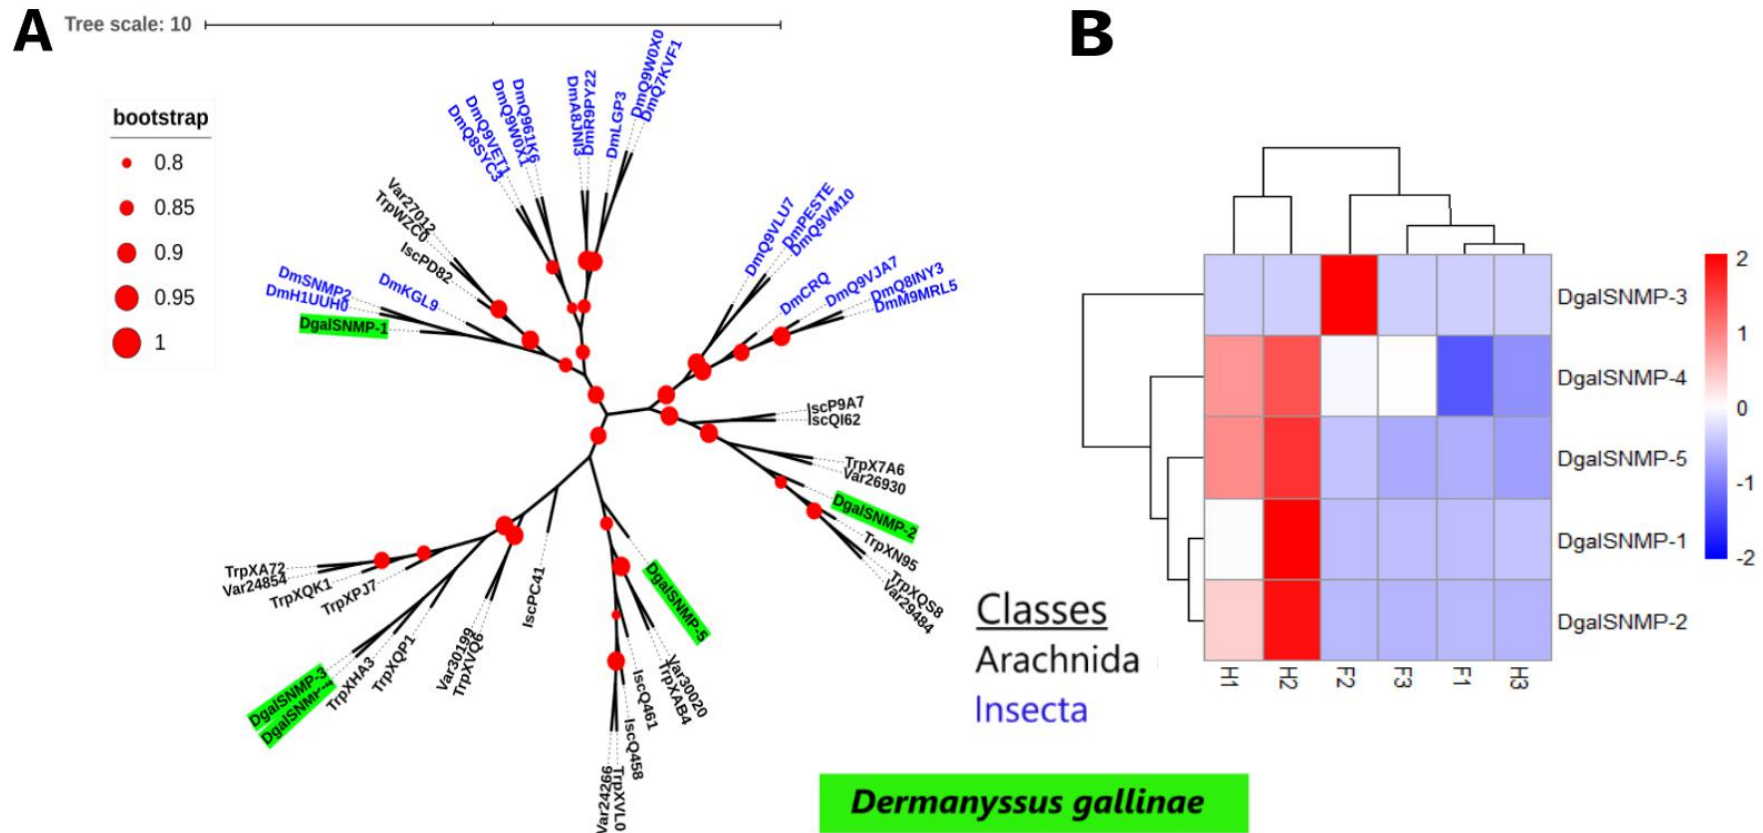 A
Tree scale: 10
bootstrap
0.8
0.85
0.9
0.95
1
DmQ8SYC3
DmQ9VET1
DmQ9W0X1
DmQ961K6
DmA8JNI3
DmR9PY22
DmLGP3
DmQ9W0X0
DmQ7KVF1
Var27012
TrpWZC0
IscPD82
DmSNMP2
DmH1UUH0
DmKGL9
DgalSNMP-1
DmQ9VLU7
DmPESTE
DmQ9VM10
DmCRQ
DmQ9VJA7
DmQ8INY3
DmM9MRL5
IscP9A7
IscQI62
TrpX7A6
Var26930
DgalSNMP-2
TrpXN95
TrpXQS8
Var29484
DgalSNMP-5
Var30020
TrpXAB4
IscQ461
IscQ458
TrpXVL0
Var24266
IscPC41
TrpXVQ6
Var30199
TrpXQP1
TrpXHA3
DgalSNMP-3
TrpXPJ7
TrpXQK1
Var24854
TrpXA72
Classes
Arachnida
Insecta
Dermanyssus gallinae
B
DgalSNMP-3
DgalSNMP-4
DgalSNMP-5
DgalSNMP-1
DgalSNMP-2
H1 H2 F2 F3 F1 H3
2
1
0
-1
-2